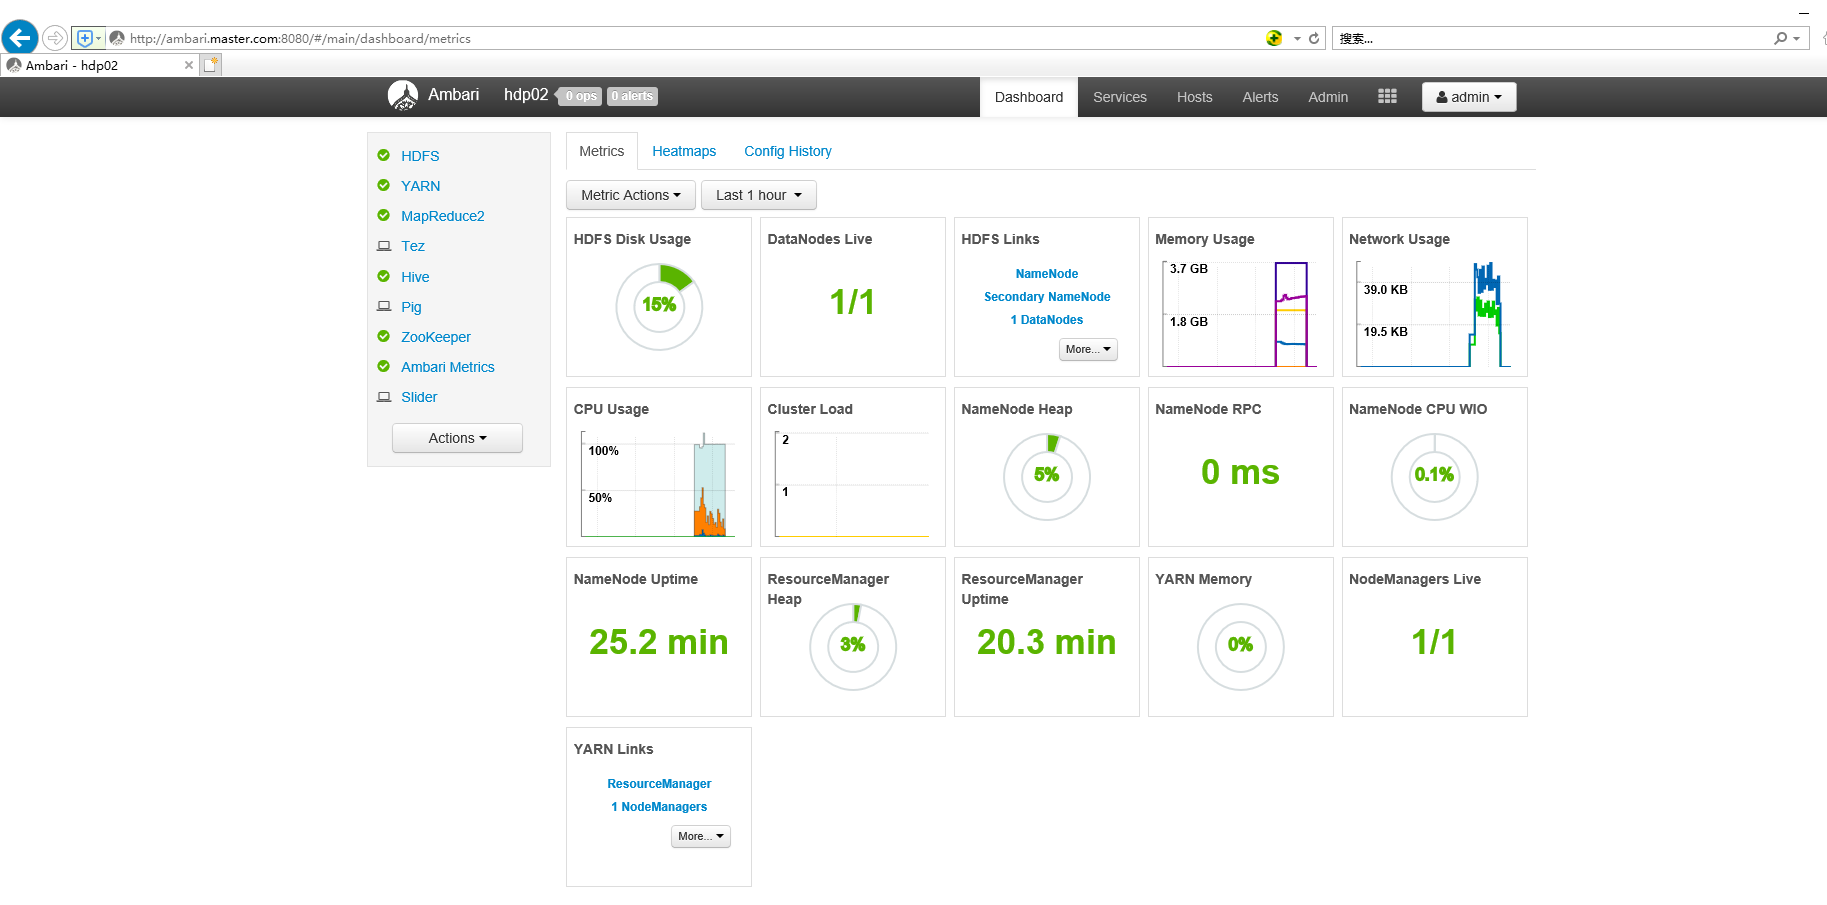 http://ambari.master.com:8080/#/main/dashboard/metrics
搜索...
Ambari - hdp02
Ambari hdp02 0 ops 0 alerts
Dashboard Services Hosts Alerts Admin admin
HDFS
YARN
MapReduce2
Tez
Hive
Pig
ZooKeeper
Ambari Metrics
Slider
Actions
Metrics Heatmaps Config History
Metric Actions Last 1 hour
HDFS Disk Usage
15%
DataNodes Live
1/1
HDFS Links
NameNode
Secondary NameNode
1 DataNodes
More...
Memory Usage
3.7 GB
1.8 GB
Network Usage
39.0 KB
19.5 KB
CPU Usage
100%
50%
Cluster Load
2
1
NameNode Heap
5%
NameNode RPC
0 ms
NameNode CPU WIO
0.1%
NameNode Uptime
25.2 min
ResourceManager
Heap
3%
ResourceManager
Uptime
20.3 min
YARN Memory
0%
NodeManagers Live
1/1
YARN Links
ResourceManager
1 NodeManagers
More...